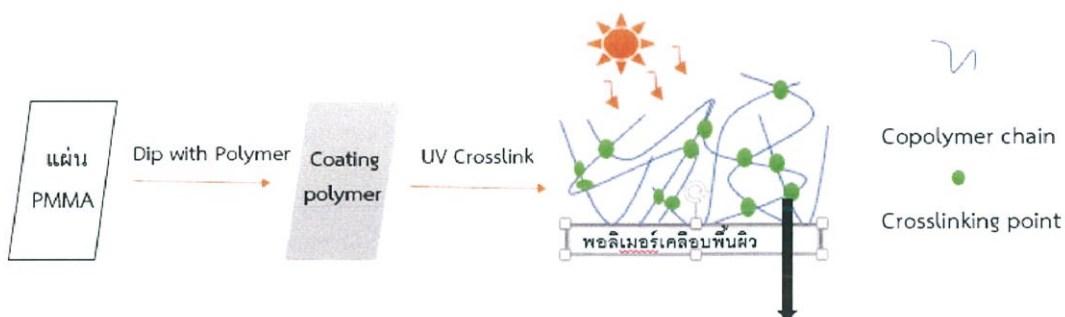 แผ่น
PMMA
Dip with Polymer
Coating
polymer
UV Crosslink
พอลิเมอร์เคลือบพื้นผิว
Copolymer chain
Crosslinking point